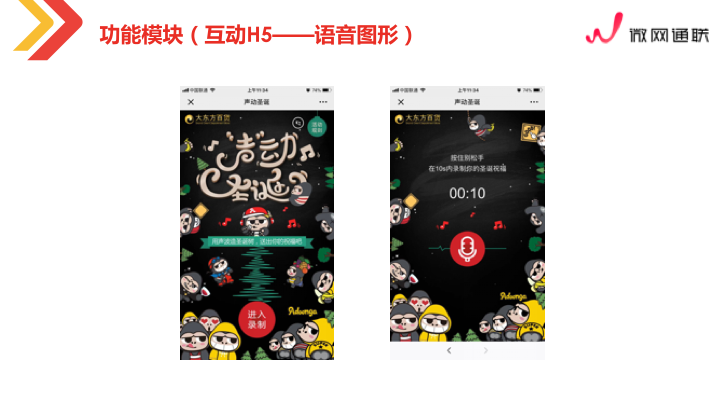 功能模块（互动H5——语音图形）
微网通联
中国联通
上午11:34
74%
声动圣诞
大东方百货
活动
规则
声动
圣诞
用声波造圣诞树，送出你的祝福吧
进入
录制
Pulwenga
中国联通
上午11:34
74%
声动圣诞
大东方百货
按住别松手
在10s内录制你的圣诞祝福
00:10